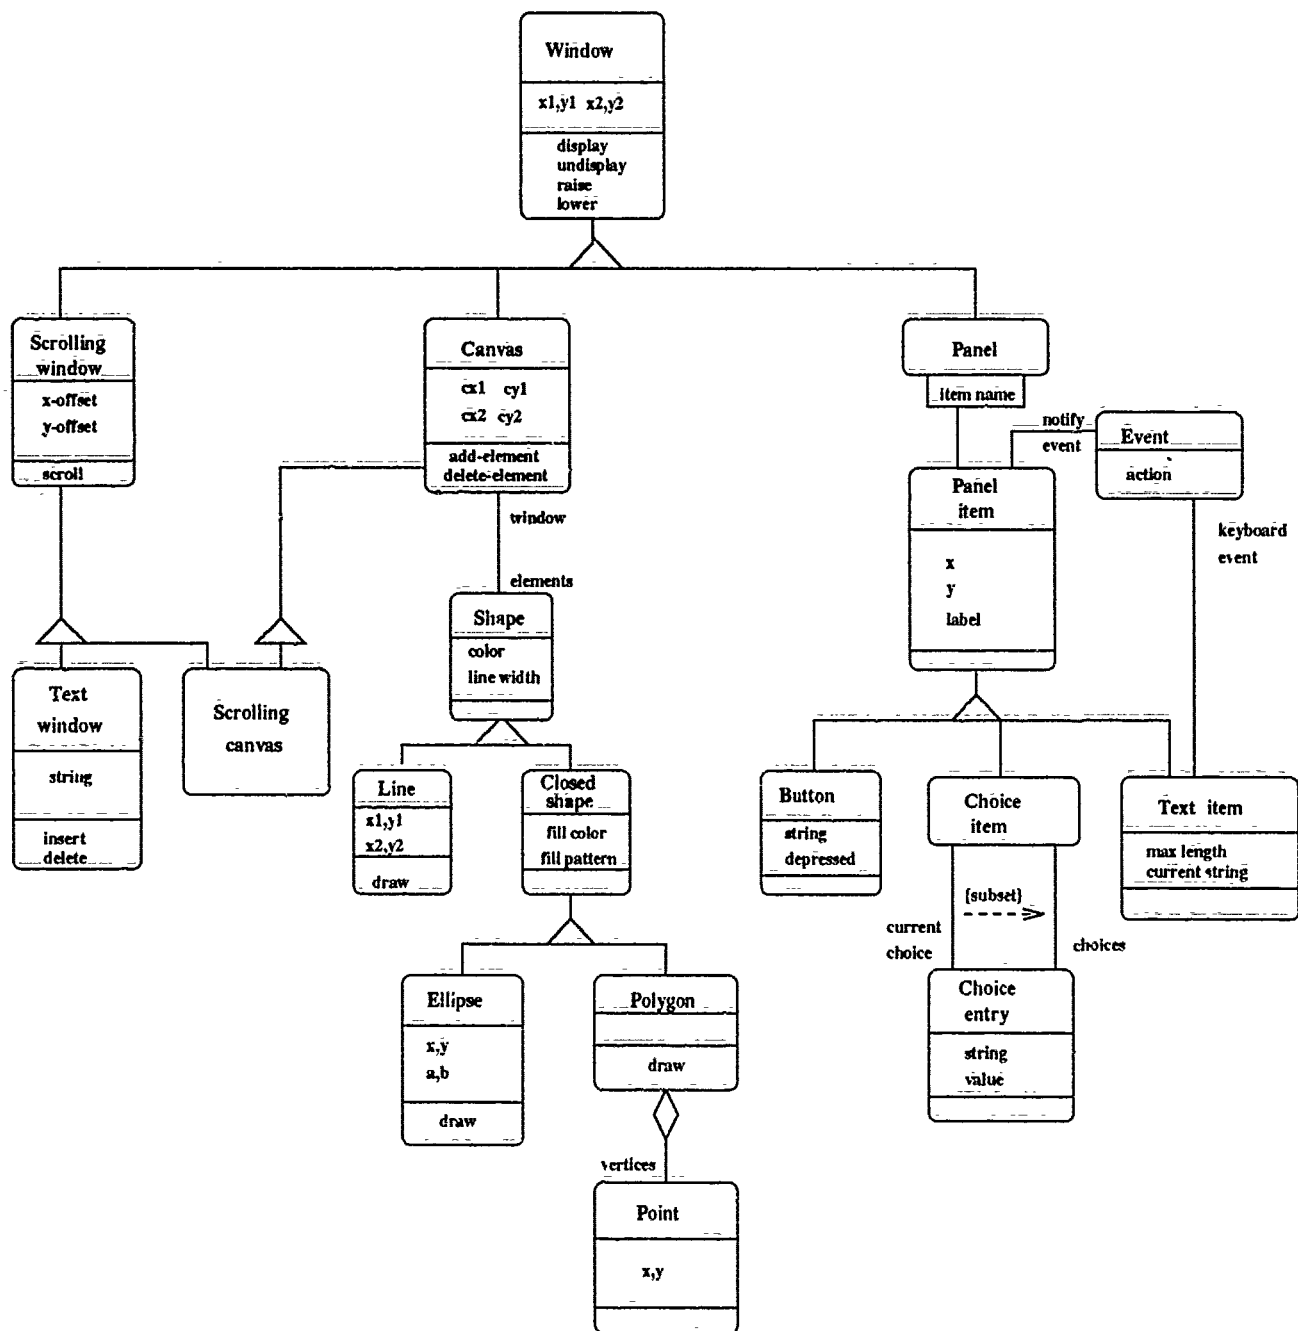 Window
x1,y1 x2,y2
display
undisplay
raise
lower
Scrolling
window
x-offset
y-offset
scroll
Canvas
cx1 cy1
cx2 cy2
add-element
delete-element
Panel
item name
notify
event
Event
action
Panel
item
x
y
label
keyboard
event
window
elements
Shape
color
line width
Text
window
string
insert
delete
Scrolling
canvas
Line
x1,y1
x2,y2
draw
Closed
shape
fill color
fill pattern
Button
string
depressed
Choice
item
Text item
max length
current string
{subset}
current
choice
choices
Ellipse
x,y
a,b
draw
Polygon
draw
Choice
entry
string
value
vertices
Point
x,y